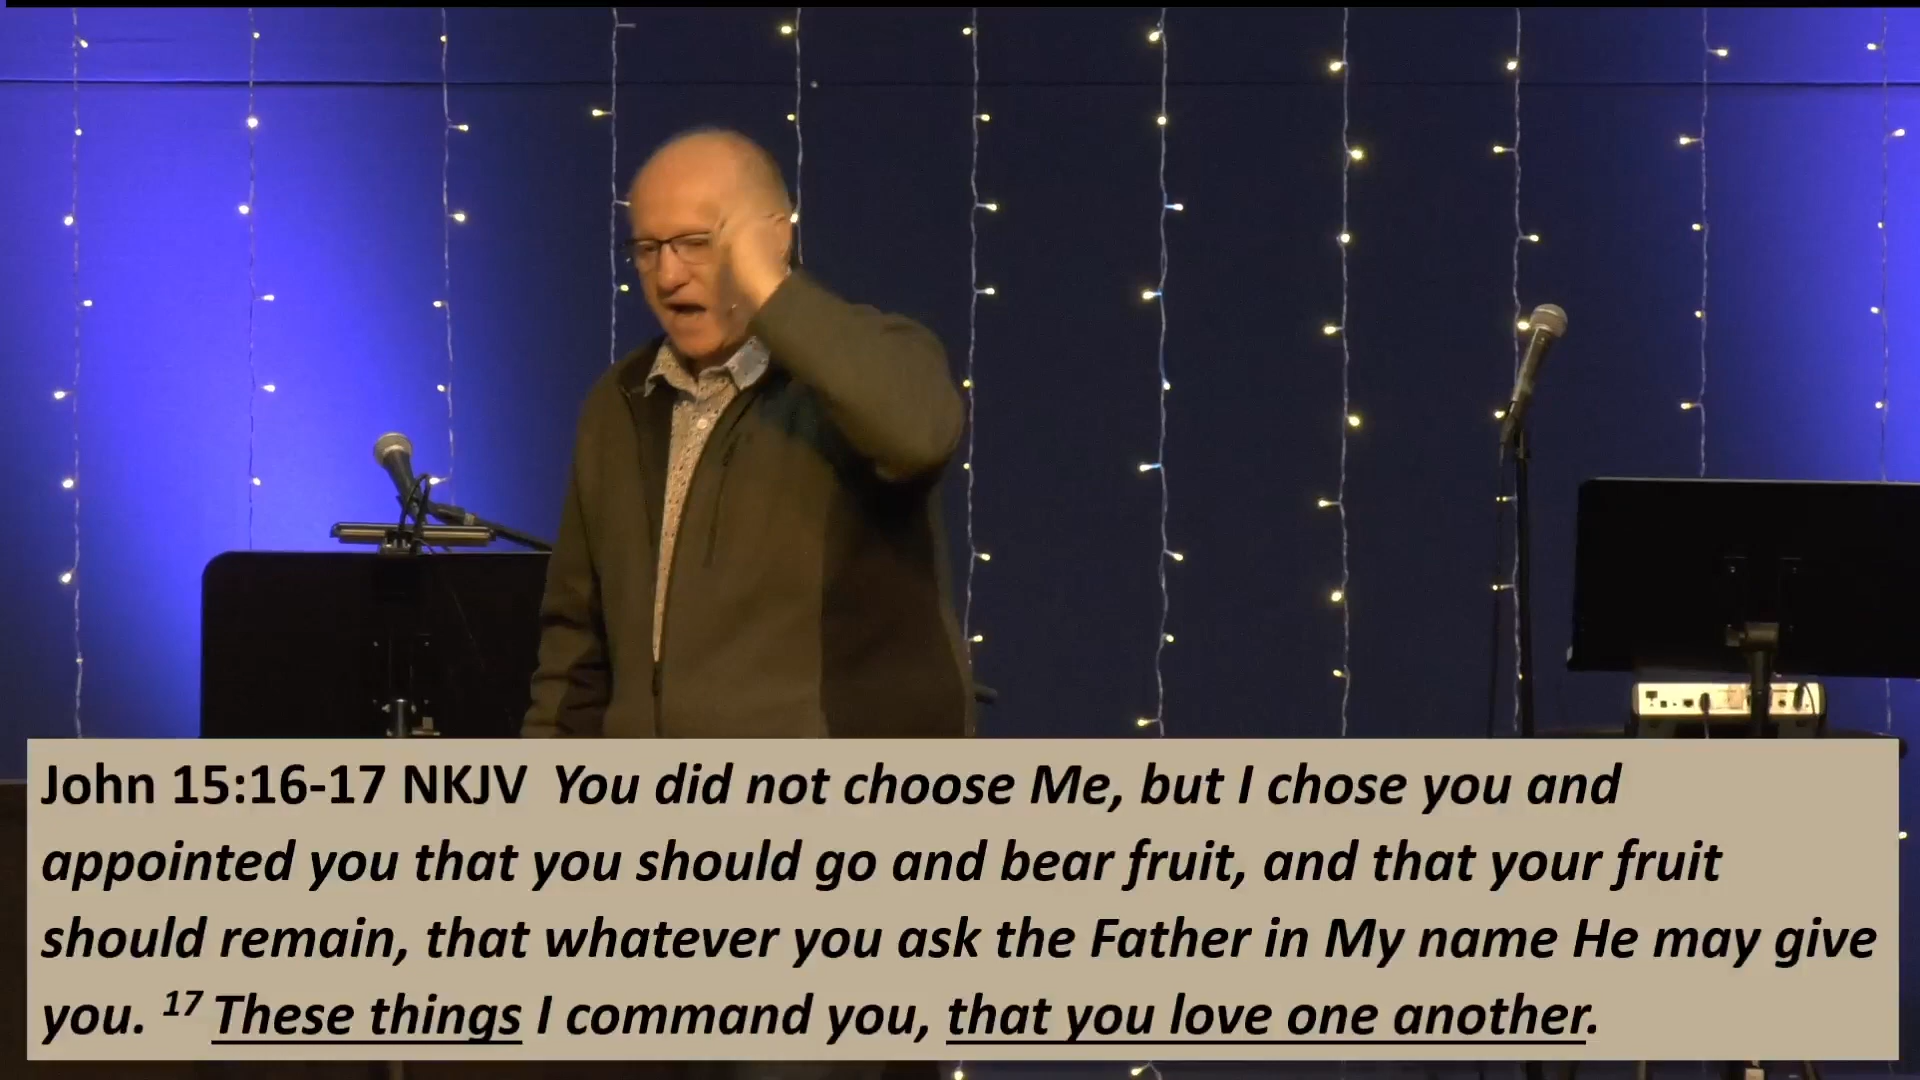 John 15:16-17 NKJV You did not choose Me, but I chose you and
appointed you that you should go and bear fruit, and that your fruit
should remain, that whatever you ask the Father in My name He may give
you. 17 These things I command you, that you love one another.